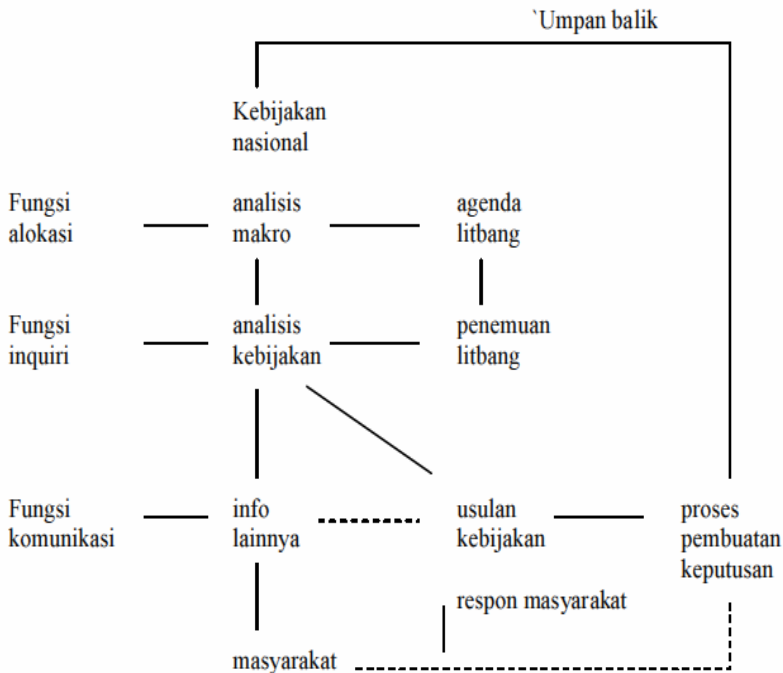 `Umpan balik
Kebijakan
nasional
Fungsi
alokasi
analisis
makro
agenda
litbang
Fungsi
inquiri
analisis
kebijakan
penemuan
litbang
Fungsi
komunikasi
info
lainnya
usulan
kebijakan
proses
pembuatan
keputusan
respon masyarakat
masyarakat